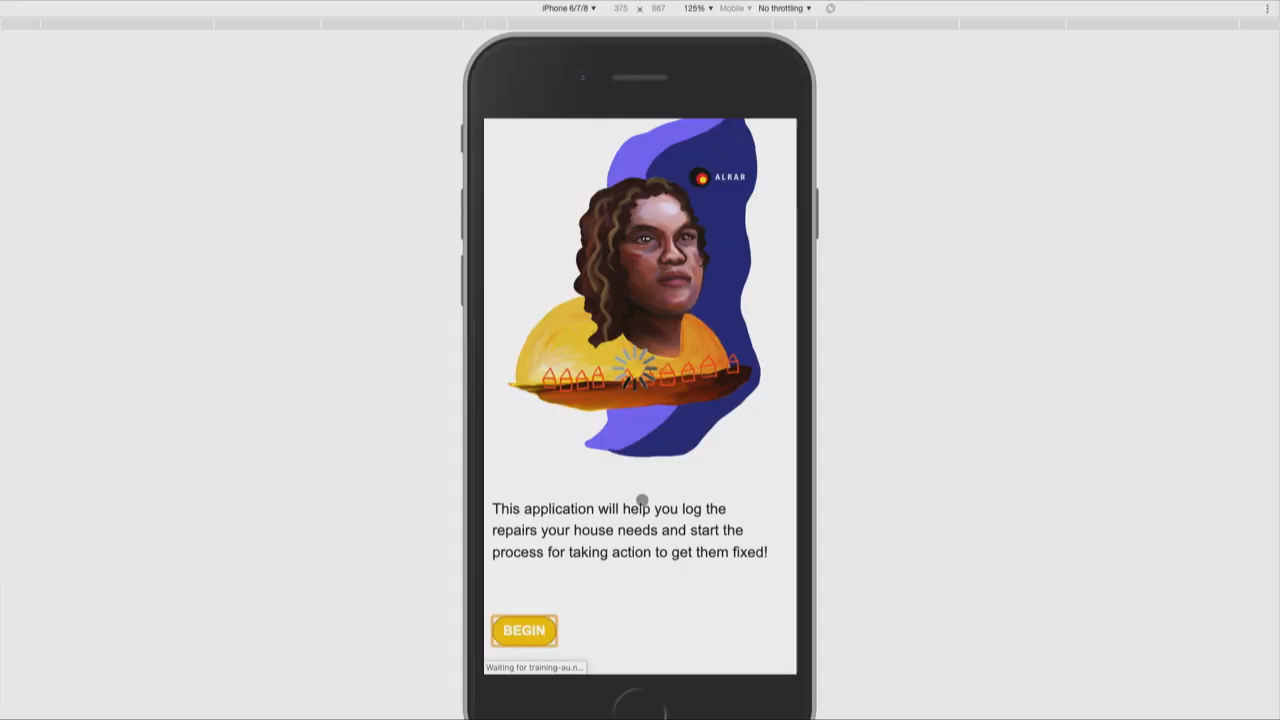 iPhone 6/7/8 ▾ 375 x 667 125% ▾ Mobile ▾ No throttling ▾
ALRAR
This application will help you log the
repairs your house needs and start the
process for taking action to get them fixed!
BEGIN
Waiting for training-au.n...